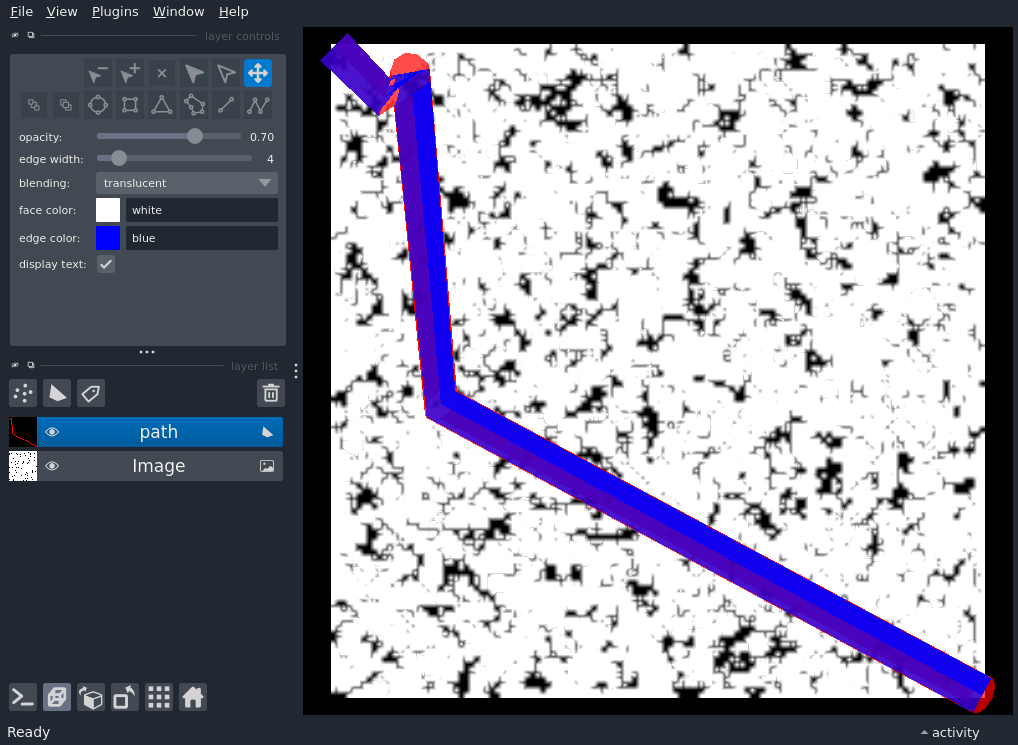 File View Plugins Window Help
layer controls
opacity: 0.70
edge width: 4
blending: translucent
face color: white
edge color: blue
display text:
layer list
path
Image
Ready activity